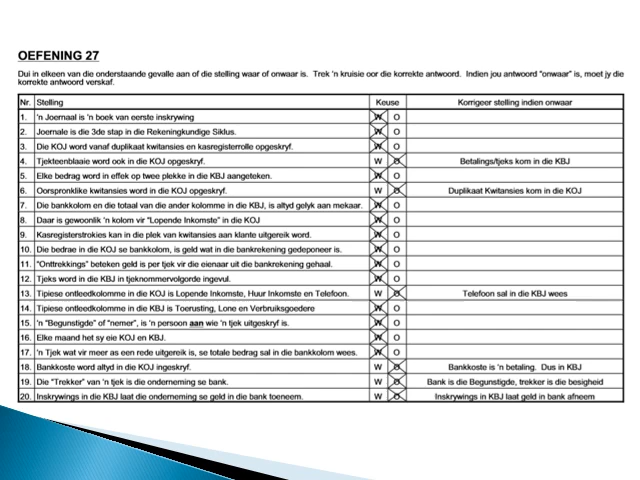 OEFENING 27
Dui in elkeen van die onderstaande gevalle aan of die stelling waar of onwaar is. Trek 'n kruisie oor die korrekte antwoord. Indien jou antwoord "onwaar" is, moet jy die
korrekte antwoord verskaf.
Nr. Stelling Keuse Korrigeer stelling indien onwaar
1. 'n Joernaal is 'n boek van eerste inskrywing W O
2. Joernale is die 3de stap in die Rekeningkundige Siklus. W O
3. Die KOJ word vanaf duplikaat kwitansies en kasregisterrolle opgeskryf. W O
4. Tjekteenblaaie word ook in die KOJ opgeskryf. W O Betalings/tjeks kom in die KBJ
5. Elke bedrag word in effek op twee plekke in die KBJ aangeteken. W O
6. Oorspronklike kwitansies word in die KOJ opgeskryf. W O Duplikaat Kwitansies kom in die KOJ
7. Die bankkolom en die totaal van die ander kolomme in die KBJ, is altyd gelyk aan mekaar. W O
8. Daar is gewoonlik 'n kolom vir "Lopende Inkomste" in die KOJ W O
9. Kasregisterstrokies kan in die plek van kwitansies aan klante uitgereik word. W O
10. Die bedrae in die KOJ se bankkolom, is geld wat in die bankrekening gedeponeer is. W O
11. "Onttrekkings" beteken geld is per tjek vir die eienaar uit die bankrekening gehaal. W O
12. Tjeks word in die KBJ in tjeknommervolgorde ingevul. W O
13. Tipiese ontleedkolomme in die KOJ is Lopende Inkomste, Huur Inkomste en Telefoon. W O Telefoon sal in die KBJ wees
14. Tipiese ontleedkolomme in die KBJ is Toerusting, Lone en Verbruiksgoedere W O
15. 'n "Begunstigde" of "nemer", is 'n persoon aan wie 'n tjek uitgeskryf is. W O
16. Elke maand het sy eie KOJ en KBJ. W O
17. 'n Tjek wat vir meer as een rede uitgereik is, se totale bedrag sal in die bankkolom wees. W O
18. Bankkoste word altyd in die KOJ ingeskryf. W O Bankkoste is 'n betaling. Dus in KBJ
19. Die "Trekker" van 'n tjek is die onderneming se bank. W O Bank is die Begunstigde, trekker is die besigheid
20. Inskrywings in die KBJ laat die onderneming se geld in die bank toeneem. W O Inskrywings in KBJ laat geld in bank afneem